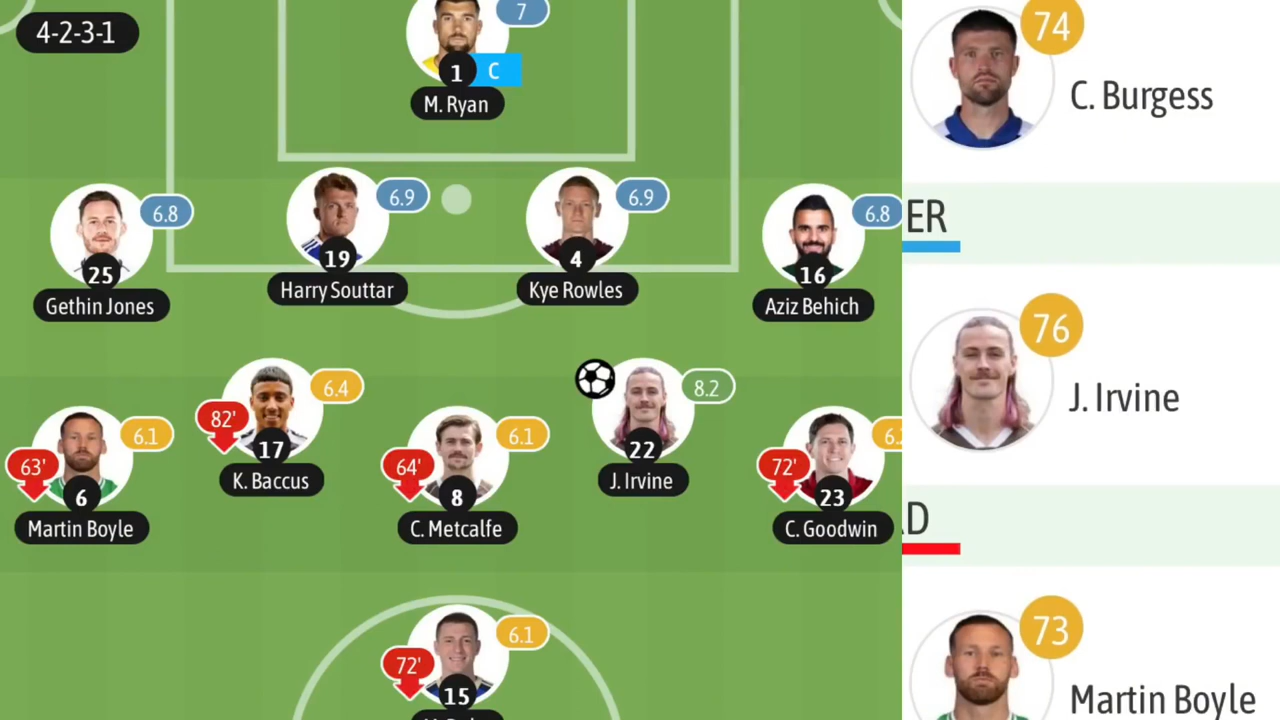 4-2-3-1
7
1 C
M. Ryan
6.8
25
Gethin Jones
6.9
19
Harry Souttar
6.9
4
Kye Rowles
6.8
16
Aziz Behich
63'
6.1
6
Martin Boyle
82'
6.4
17
K. Baccus
64'
6.1
8
C. Metcalfe
8.2
22
J. Irvine
72'
23
C. Goodwin
72'
6.1
15
74
C. Burgess
ER
76
J. Irvine
D
73
Martin Boyle